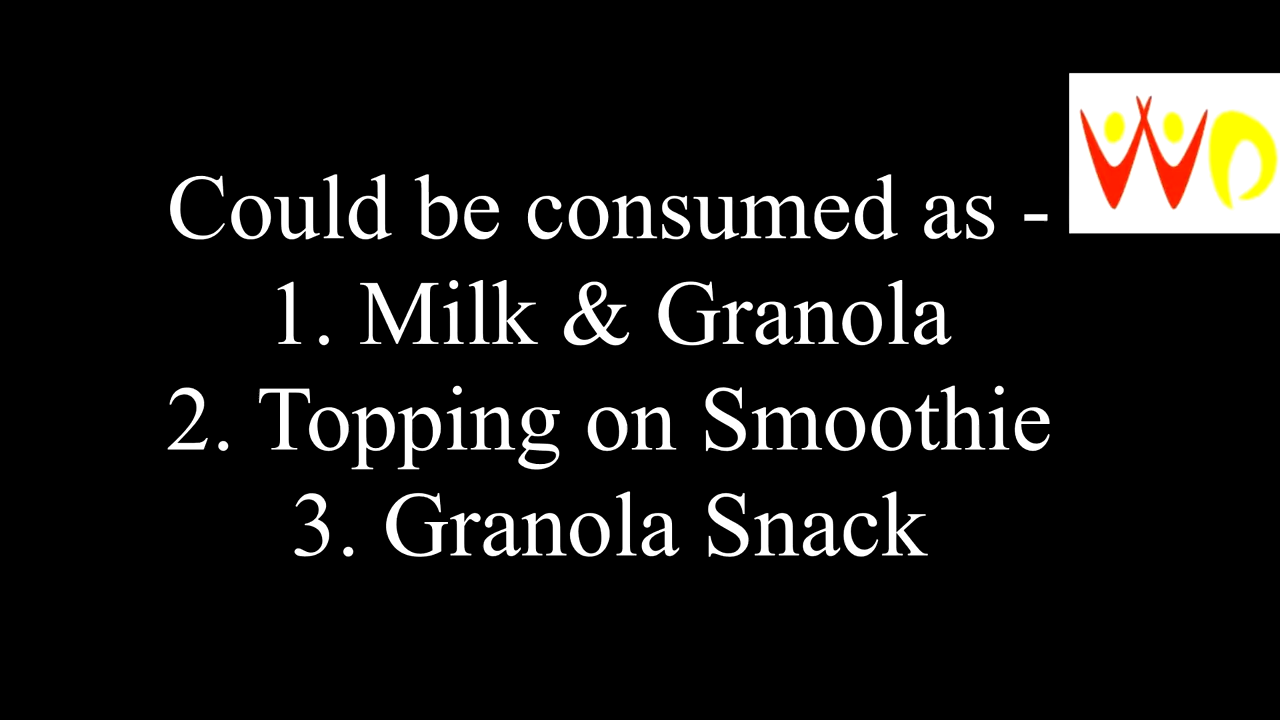 Could be consumed as -
1. Milk & Granola
2. Topping on Smoothie
3. Granola Snack